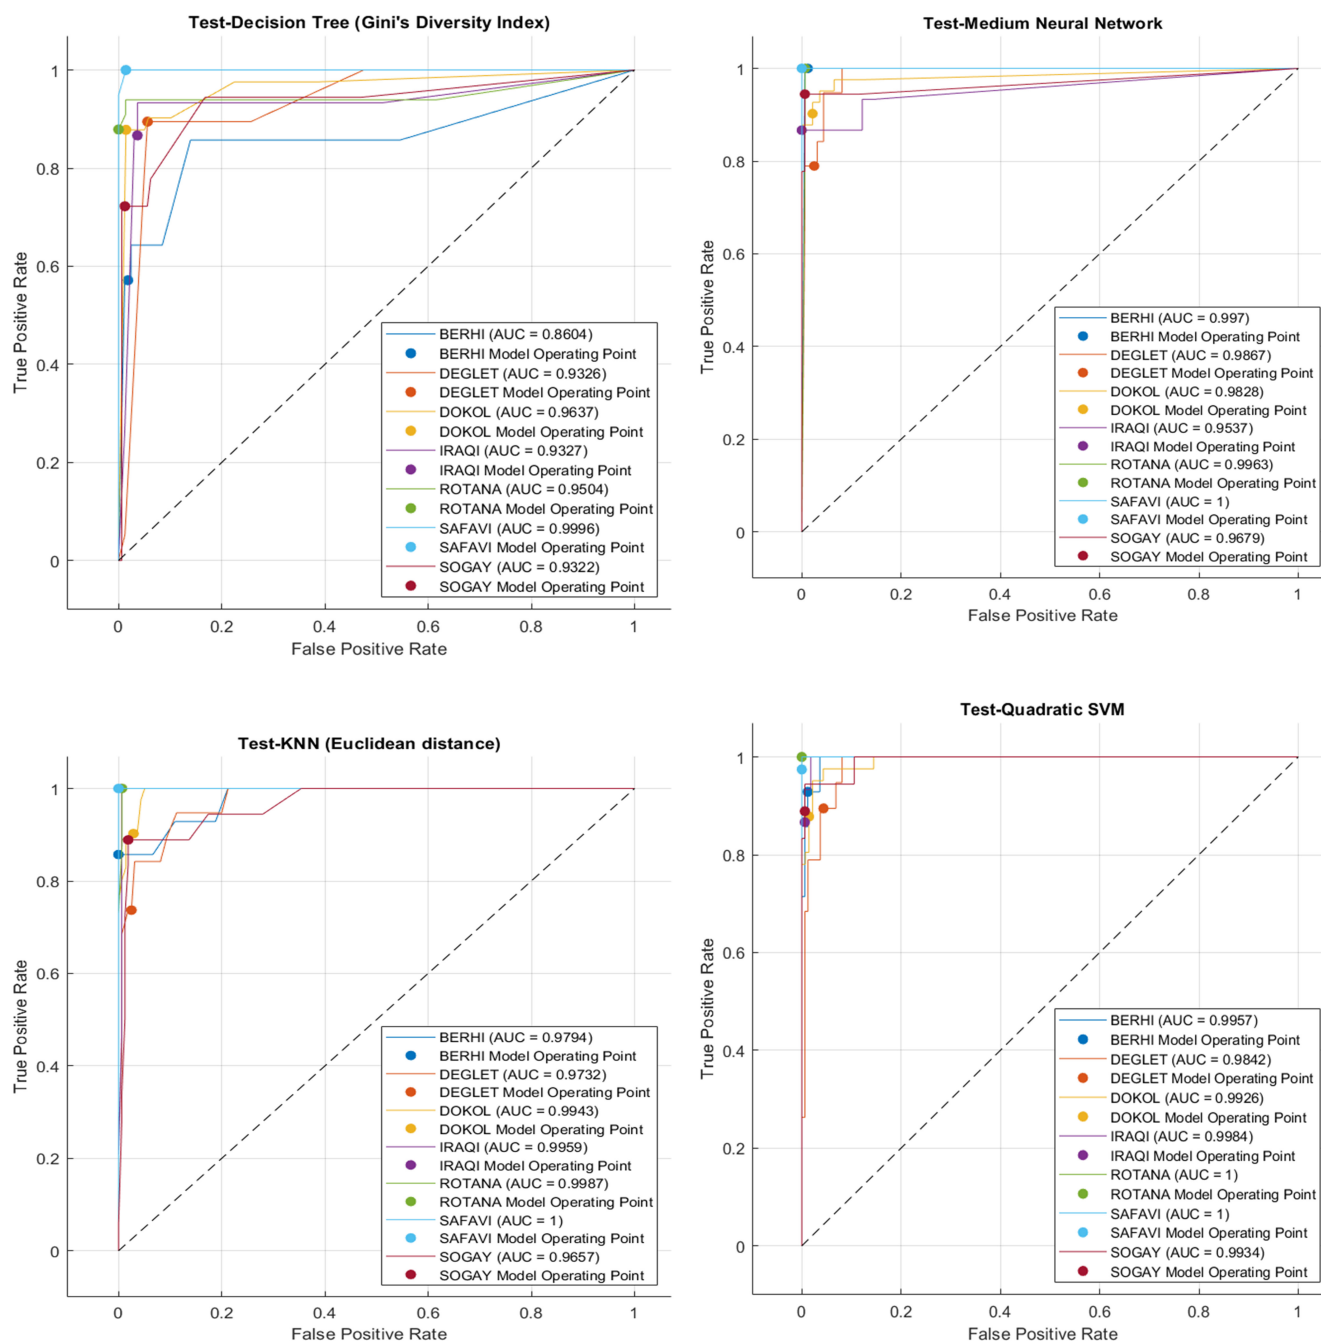 Test-Decision Tree (Gini's Diversity Index)
True Positive Rate
1
0.8
0.6
0.4
0.2
0
BERHI (AUC = 0.8604)
BERHI Model Operating Point
DEGLET (AUC = 0.9326)
DEGLET Model Operating Point
DOKOL (AUC = 0.9637)
DOKOL Model Operating Point
IRAQI (AUC = 0.9327)
IRAQI Model Operating Point
ROTANA (AUC = 0.9504)
ROTANA Model Operating Point
SAFAVI (AUC = 0.9996)
SAFAVI Model Operating Point
SOGAY (AUC = 0.9322)
SOGAY Model Operating Point
0 0.2 0.4 0.6 0.8 1
False Positive Rate
Test-Medium Neural Network
True Positive Rate
1
0.8
0.6
0.4
0.2
0
BERHI (AUC = 0.997)
BERHI Model Operating Point
DEGLET (AUC = 0.9867)
DEGLET Model Operating Point
DOKOL (AUC = 0.9828)
DOKOL Model Operating Point
IRAQI (AUC = 0.9537)
IRAQI Model Operating Point
ROTANA (AUC = 0.9963)
ROTANA Model Operating Point
SAFAVI (AUC = 1)
SAFAVI Model Operating Point
SOGAY (AUC = 0.9679)
SOGAY Model Operating Point
0 0.2 0.4 0.6 0.8 1
False Positive Rate
Test-KNN (Euclidean distance)
True Positive Rate
1
0.8
0.6
0.4
0.2
0
BERHI (AUC = 0.9794)
BERHI Model Operating Point
DEGLET (AUC = 0.9732)
DEGLET Model Operating Point
DOKOL (AUC = 0.9943)
DOKOL Model Operating Point
IRAQI (AUC = 0.9959)
IRAQI Model Operating Point
ROTANA (AUC = 0.9987)
ROTANA Model Operating Point
SAFAVI (AUC = 1)
SAFAVI Model Operating Point
SOGAY (AUC = 0.9657)
SOGAY Model Operating Point
0 0.2 0.4 0.6 0.8 1
False Positive Rate
Test-Quadratic SVM
True Positive Rate
1
0.8
0.6
0.4
0.2
0
BERHI (AUC = 0.9957)
BERHI Model Operating Point
DEGLET (AUC = 0.9842)
DEGLET Model Operating Point
DOKOL (AUC = 0.9926)
DOKOL Model Operating Point
IRAQI (AUC = 0.9984)
IRAQI Model Operating Point
ROTANA (AUC = 1)
ROTANA Model Operating Point
SAFAVI (AUC = 1)
SAFAVI Model Operating Point
SOGAY (AUC = 0.9934)
SOGAY Model Operating Point
0 0.2 0.4 0.6 0.8 1
False Positive Rate